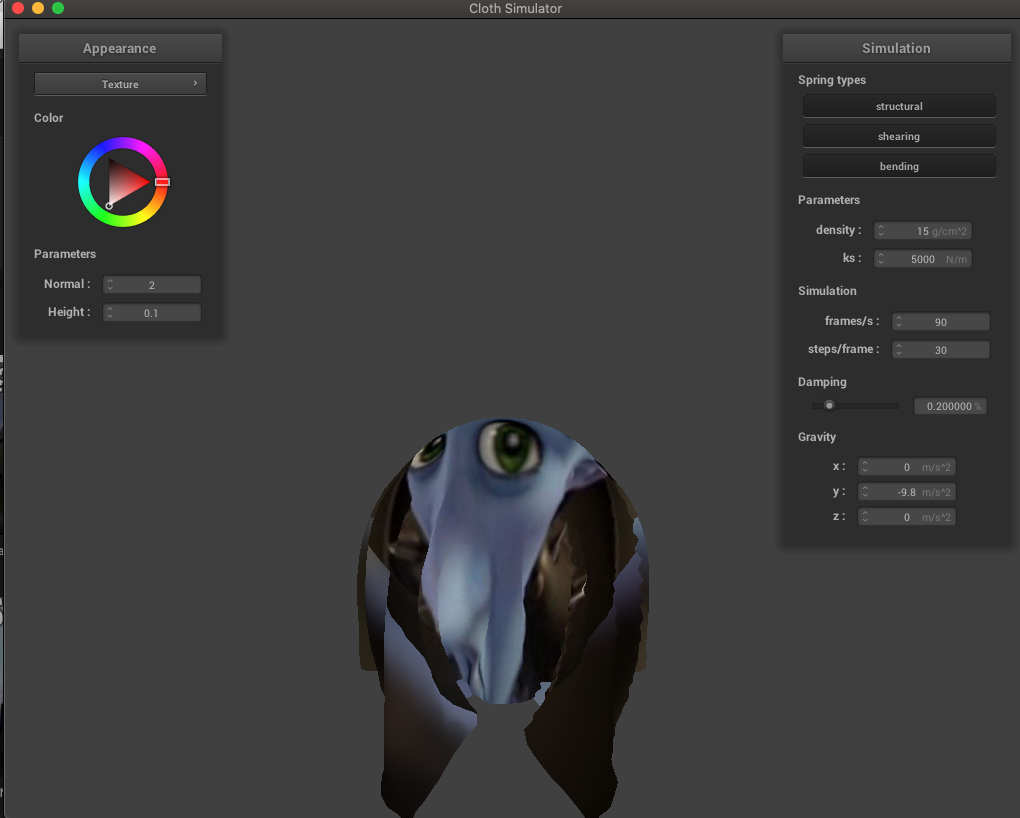 Cloth Simulator
Appearance
Texture
Color
Parameters
Normal : 2
Height : 0.1
Simulation
Spring types
structural
shearing
bending
Parameters
density : 15 g/cm^2
ks : 5000 N/m
Simulation
frames/s : 90
steps/frame : 30
Damping
0.200000 %
Gravity
x : 0 m/s^2
y : -9.8 m/s^2
z : 0 m/s^2